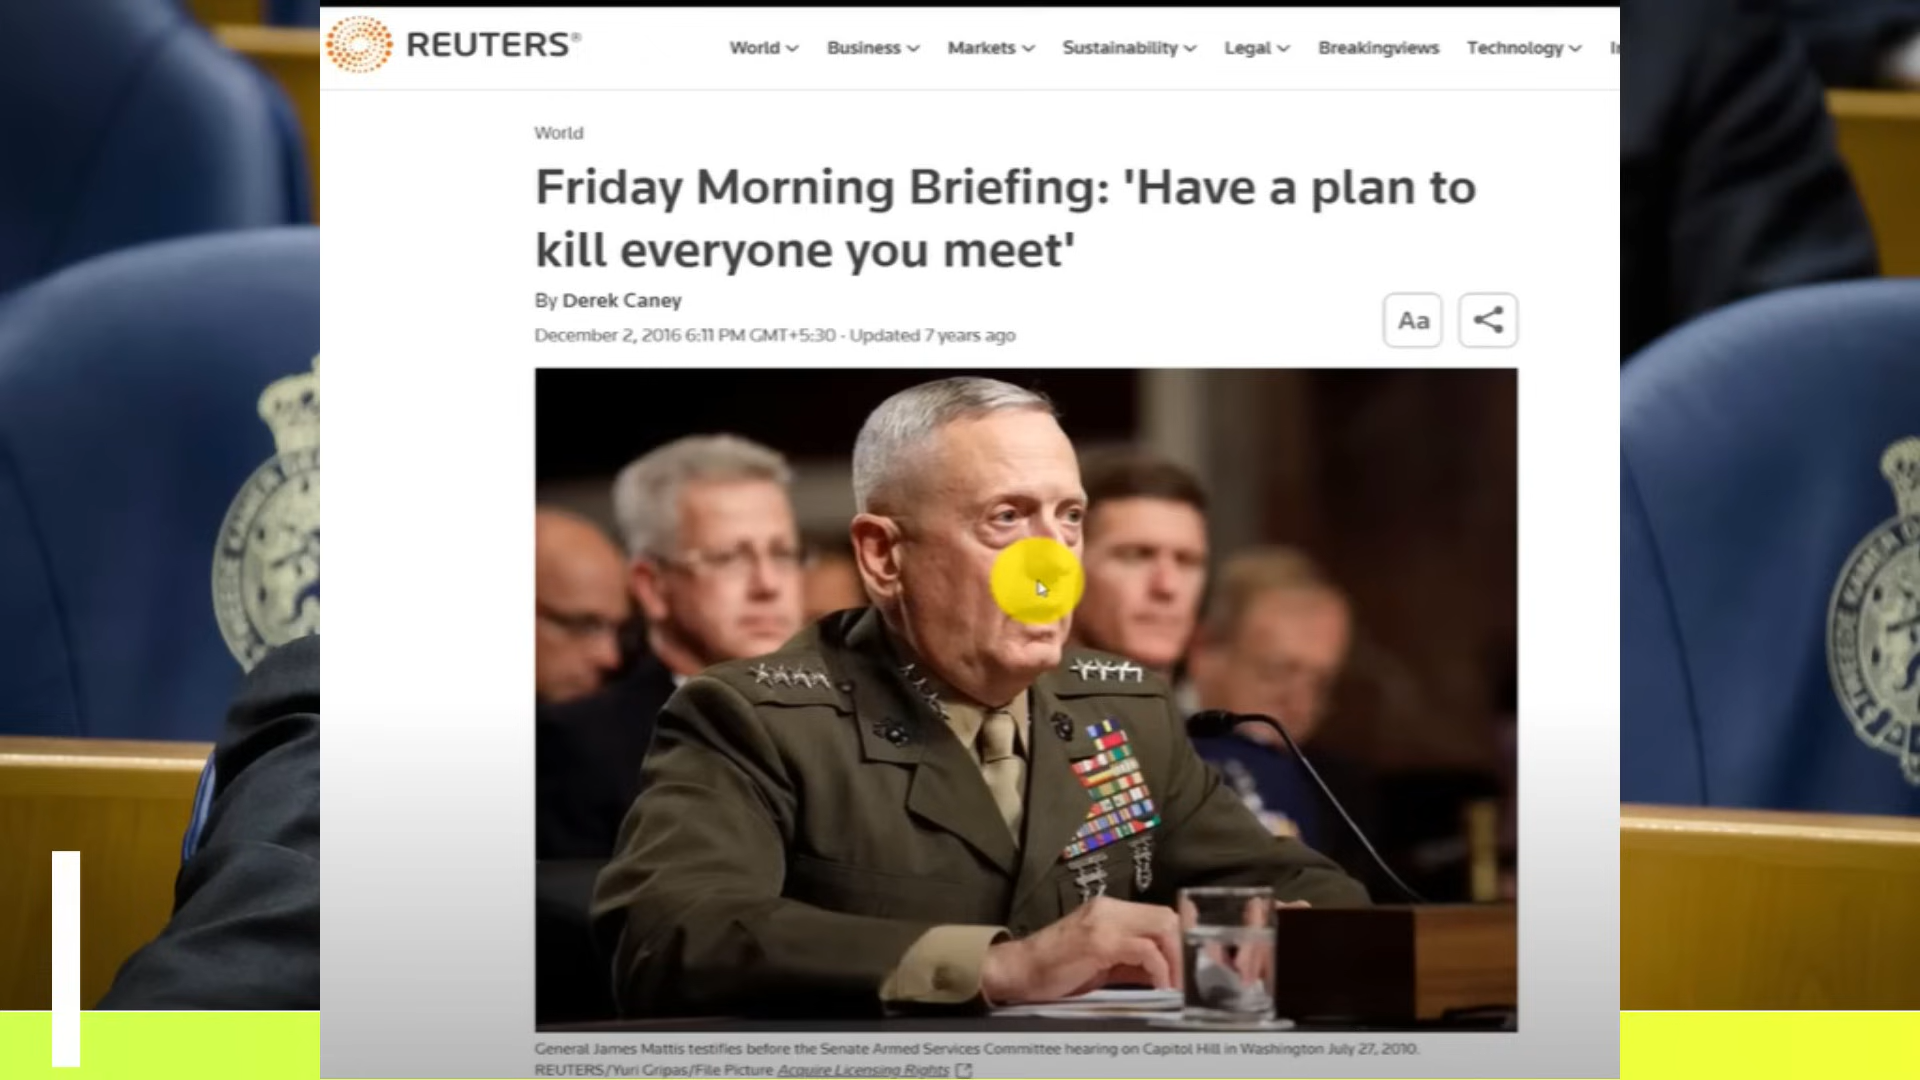 REUTERS®
World Business Markets Sustainability Legal Breakingviews Technology
World
Friday Morning Briefing: 'Have a plan to
kill everyone you meet'
By Derek Caney
December 2, 2016 6:11 PM GMT+5:30 - Updated 7 years ago
Aa
General James Mattis testifies before the Senate Armed Services Committee hearing on Capitol Hill in Washington July 27, 2010.
REUTERS/Yuri Gripas/File Picture Acquire Licensing Rights